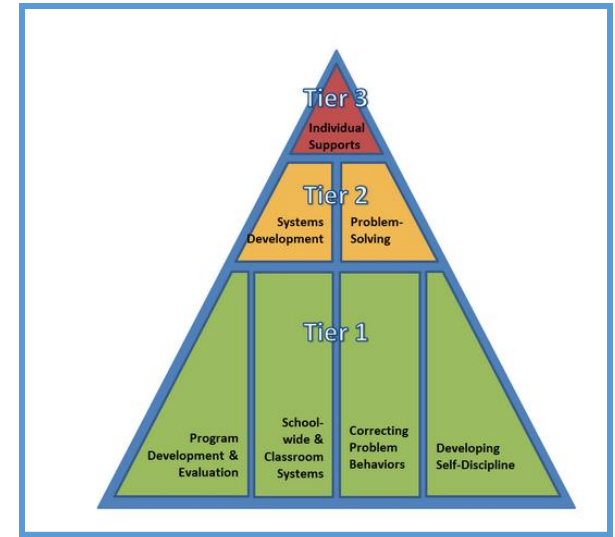 Tier 3
Individual
Supports
Tier 2
Systems
Development
Problem-
Solving
Tier 1
Program
Development &
Evaluation
School-
wide &
Classroom
Systems
Correcting
Problem
Behaviors
Developing
Self-Discipline